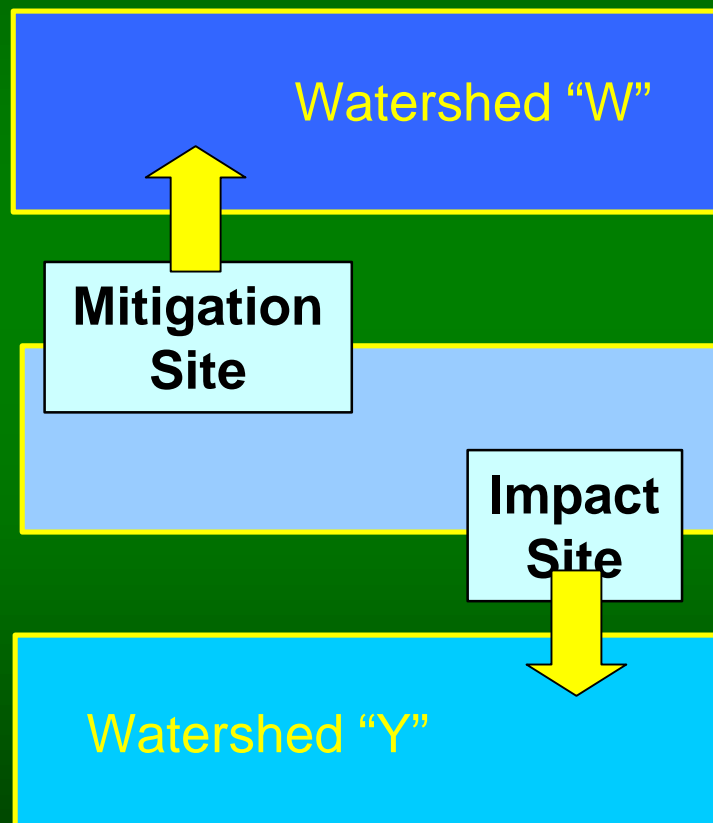 Watershed “W”
Mitigation
Site
Impact
Site
Watershed “Y”